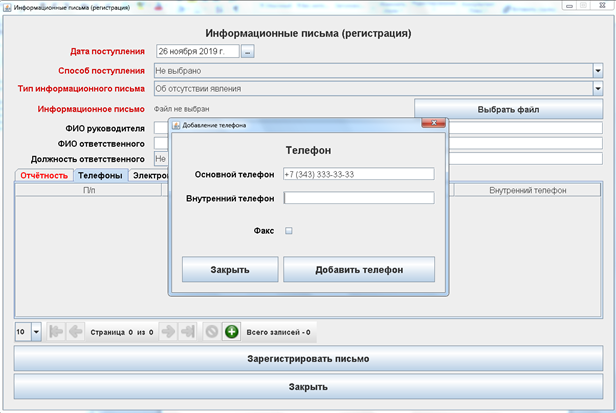 Информационные письма (регистрация)
Информационные письма (регистрация)
Дата поступления 26 ноября 2019 г. ...
Способ поступления Не выбрано
Тип информационного письма Об отсутствии явления
Информационное письмо Файл не выбран Выбрать файл
ФИО руководителя
ФИО ответственного
Должность ответственного Не
Отчётность Телефоны Электрон
П/п Внутренний телефон
Добавление телефона
Телефон
Основной телефон +7 (343) 333-33-33
Внутренний телефон
Факс
Закрыть Добавить телефон
10 Страница 0 из 0 Всего записей - 0
Зарегистрировать письмо
Закрыть